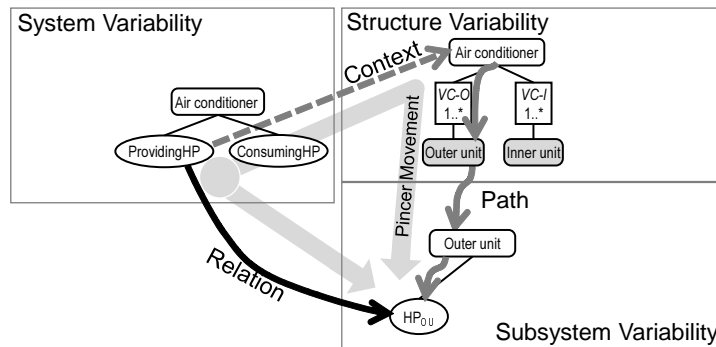 System Variability
Air conditioner
ProvidingHP
ConsumingHP
Context
Relation
Pincer Movement
Structure Variability
Air conditioner
VC-O
1..*
VC-I
1..*
Outer unit
Inner unit
Path
Outer unit
HP_OU
Subsystem Variability